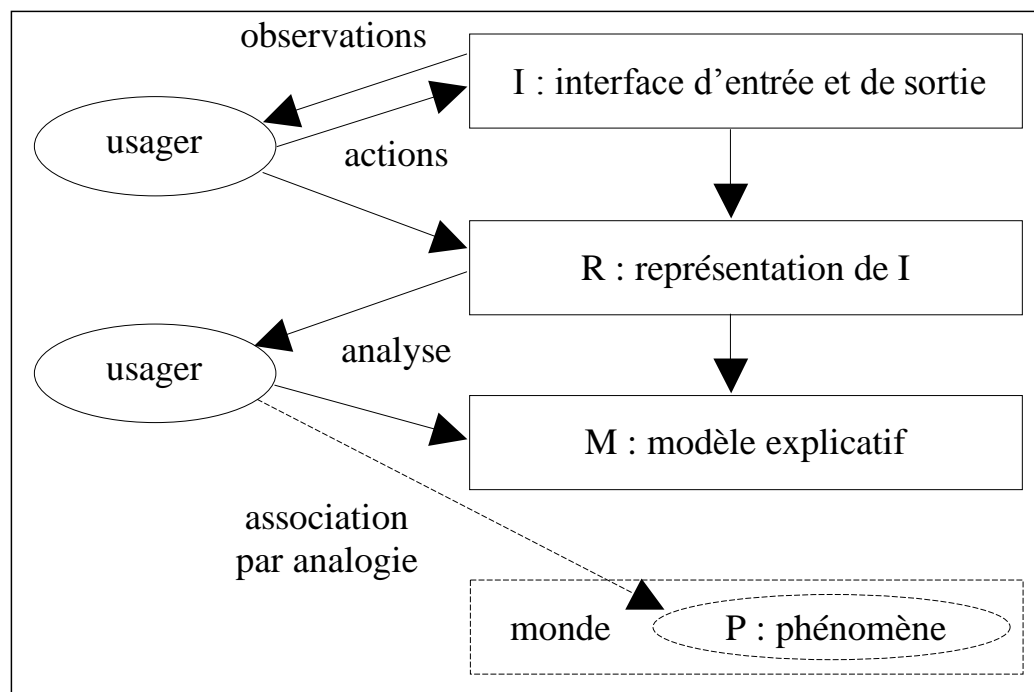 observations
I : interface d'entrée et de sortie
usager
actions
R : représentation de I
analyse
usager
M : modèle explicatif
association
par analogie
monde
P : phénomène